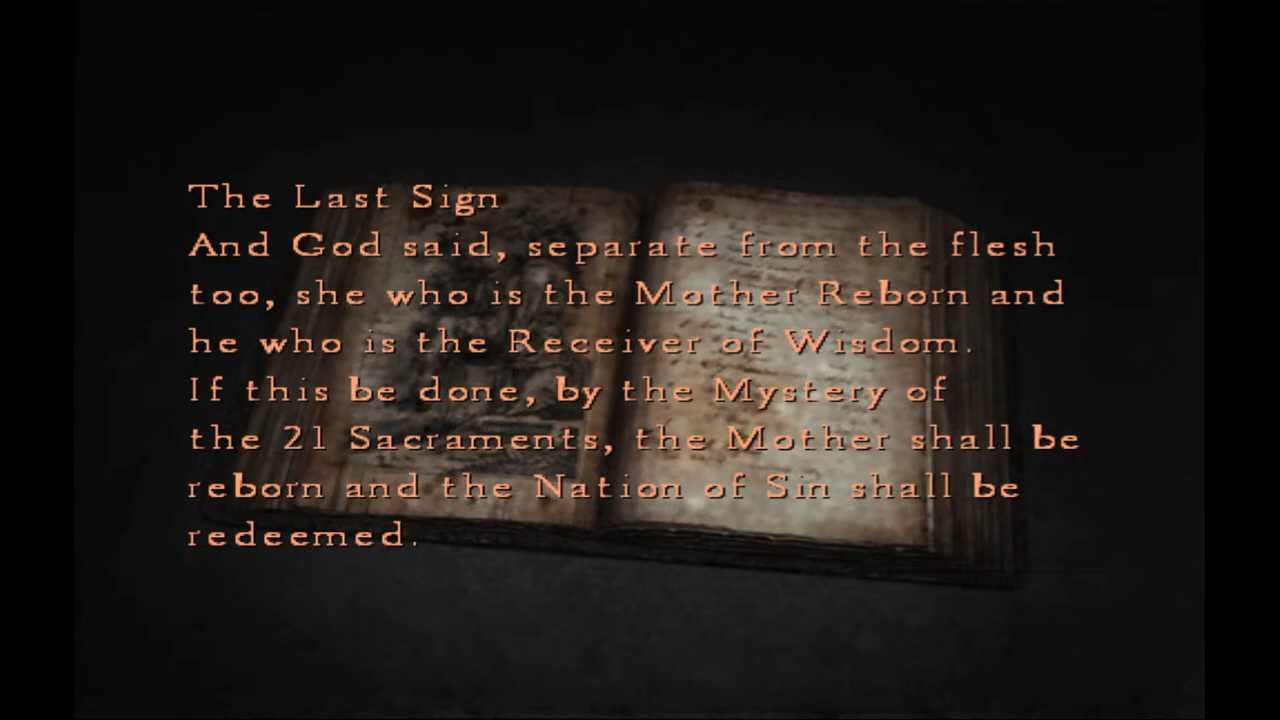 The Last Sign
And God said, separate from the flesh
too, she who is the Mother Reborn and
he who is the Receiver of Wisdom.
If this be done, by the Mystery of
the 21 Sacraments, the Mother shall be
reborn and the Nation of Sin shall be
redeemed.